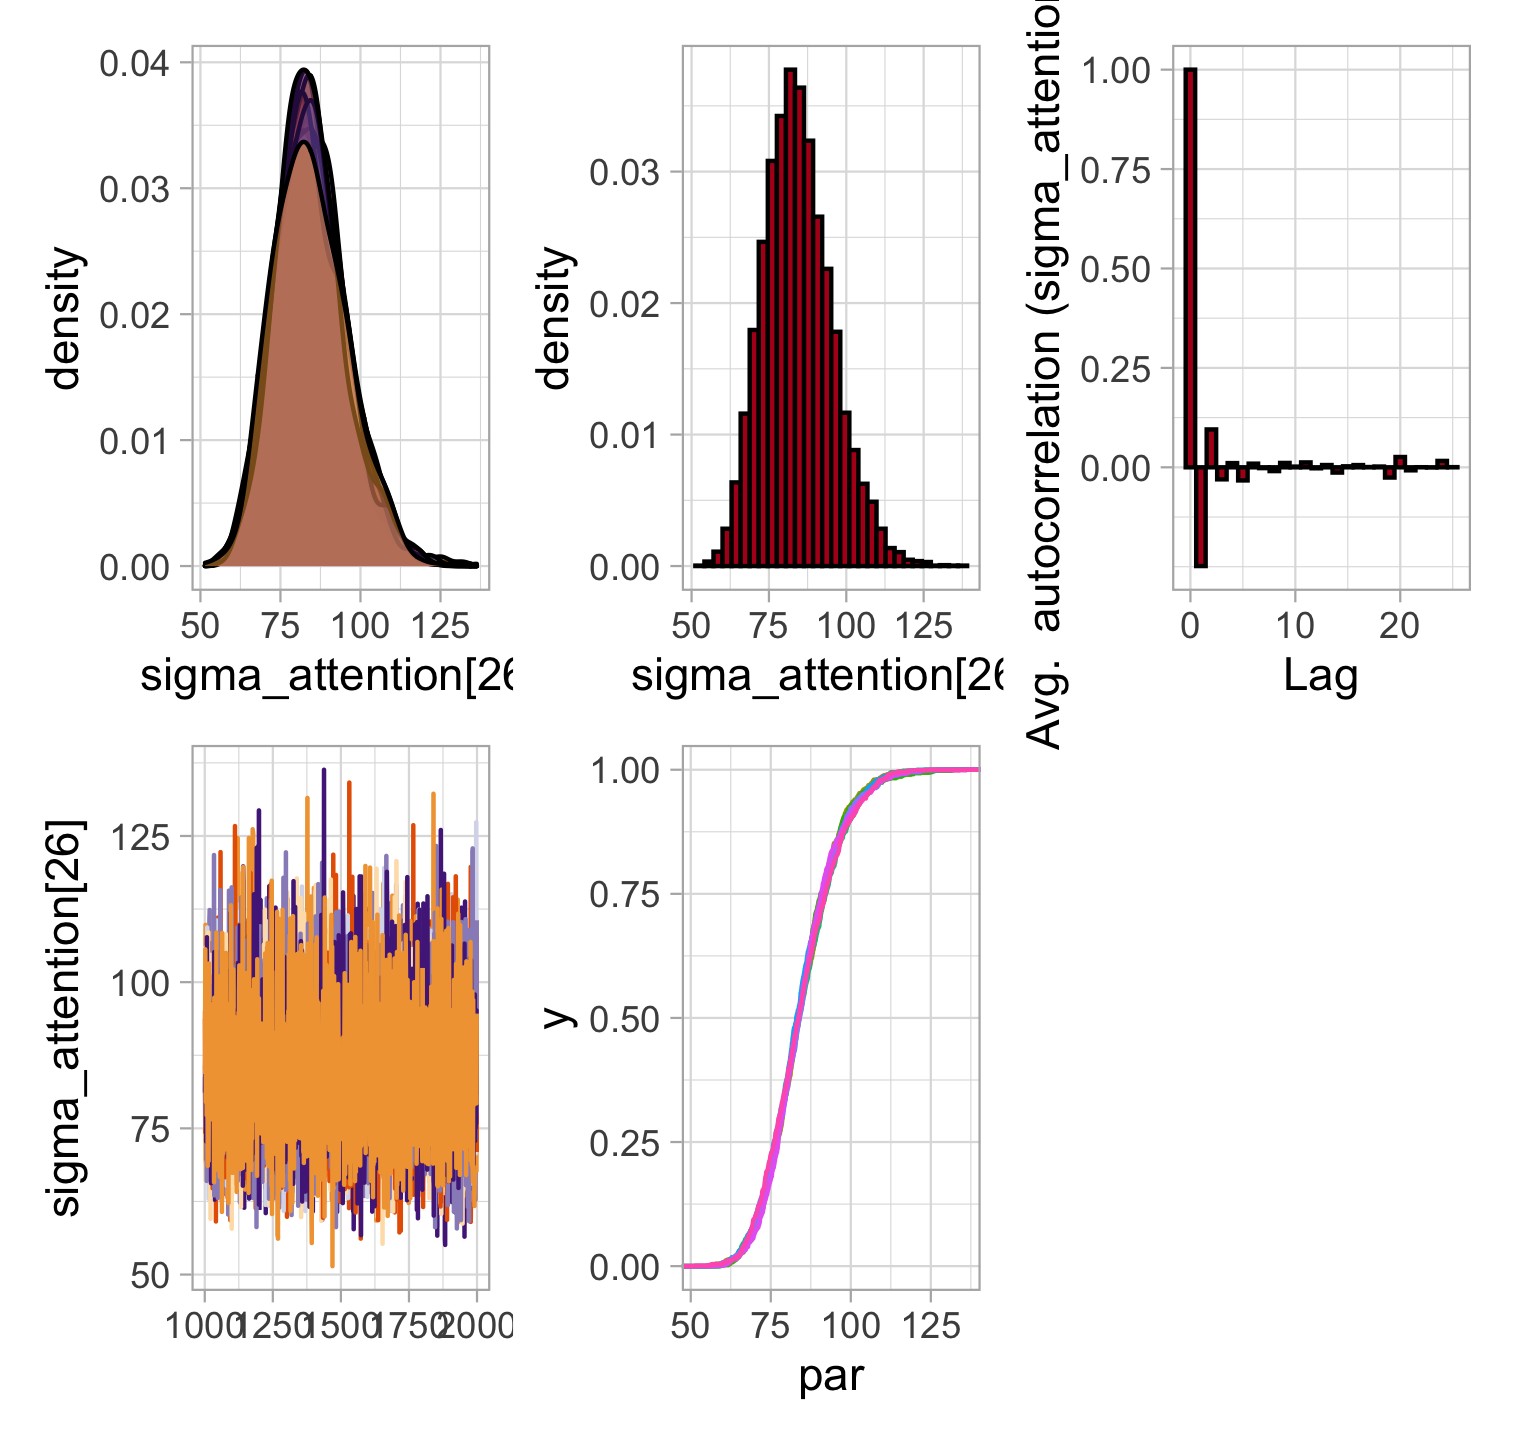 density
0.04
0.03
0.02
0.01
0.00
50 75 100 125
sigma_attention[26
density
0.03
0.02
0.01
0.00
50 75 100 125
sigma_attention[26
Avg. autocorrelation (sigma_attention
1.00
0.75
0.50
0.25
0.00
0 10 20
Lag
sigma_attention[26]
125
100
75
50
1000 1250 1500 1750 2000
y
1.00
0.75
0.50
0.25
0.00
50 75 100 125
par